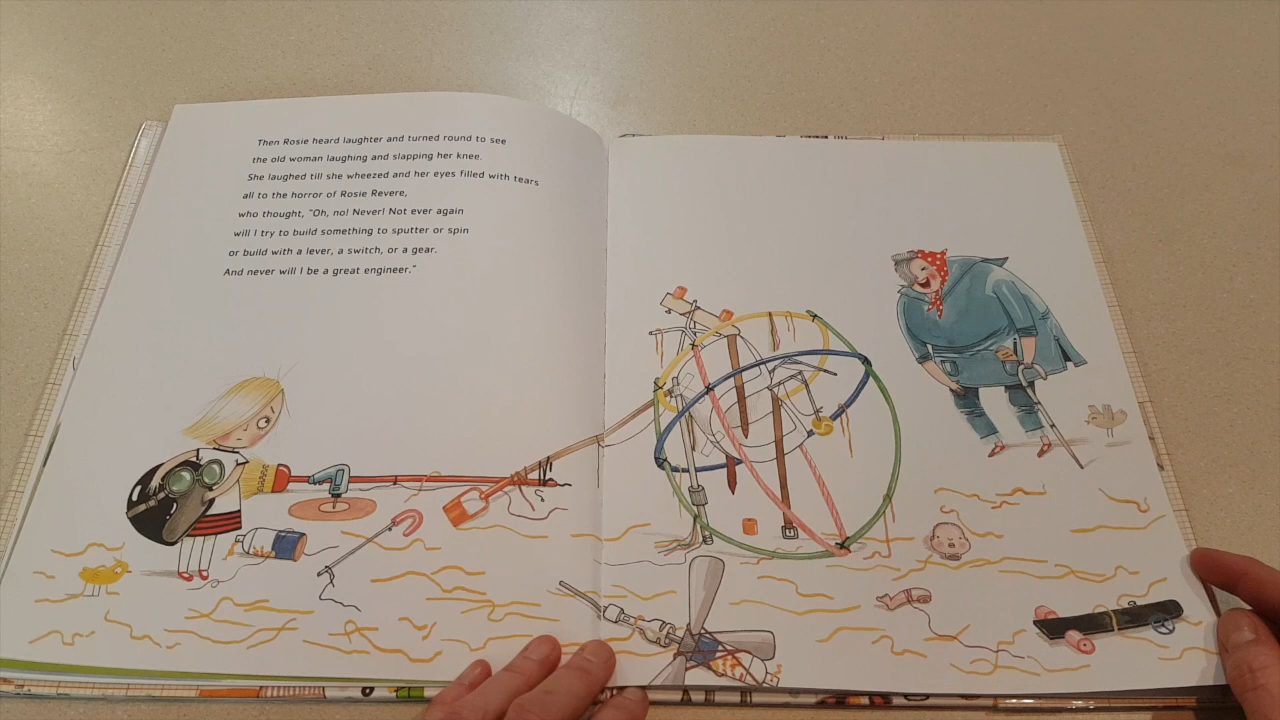 Then Rosie heard laughter and turned round to see
the old woman laughing and slapping her knee.
She laughed till she wheezed and her eyes filled with tears
all to the horror of Rosie Revere,
who thought, “Oh, no! Never! Not ever again
will I try to build something to sputter or spin
or build with a lever, a switch, or a gear.
And never will I be a great engineer.”